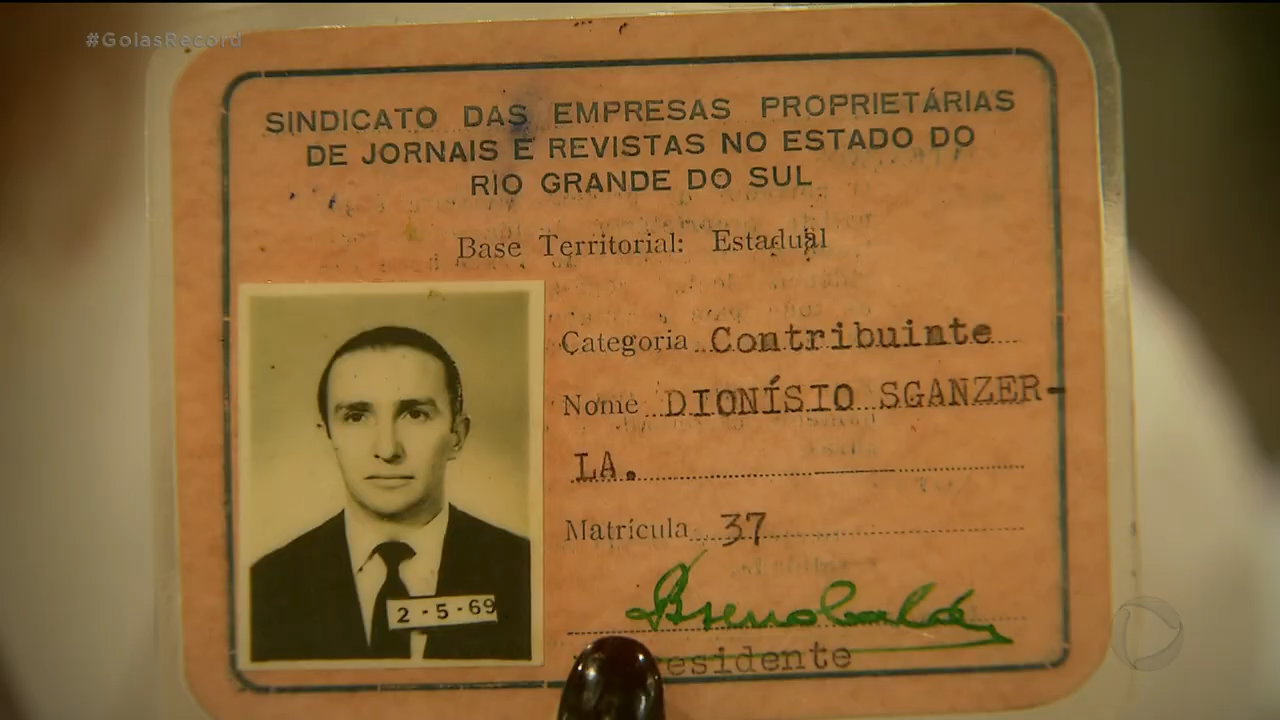 #GolasRecord
SINDICATO DAS EMPRESAS PROPRIETÁRIAS
DE JORNAIS E REVISTAS NO ESTADO DO
RIO GRANDE DO SUL
Base Territorial: Estadual
Categoria Contribuinte
Nome DIONÍSIO SGANZER-
LA.
Matrícula 37
2-5-69
esidente